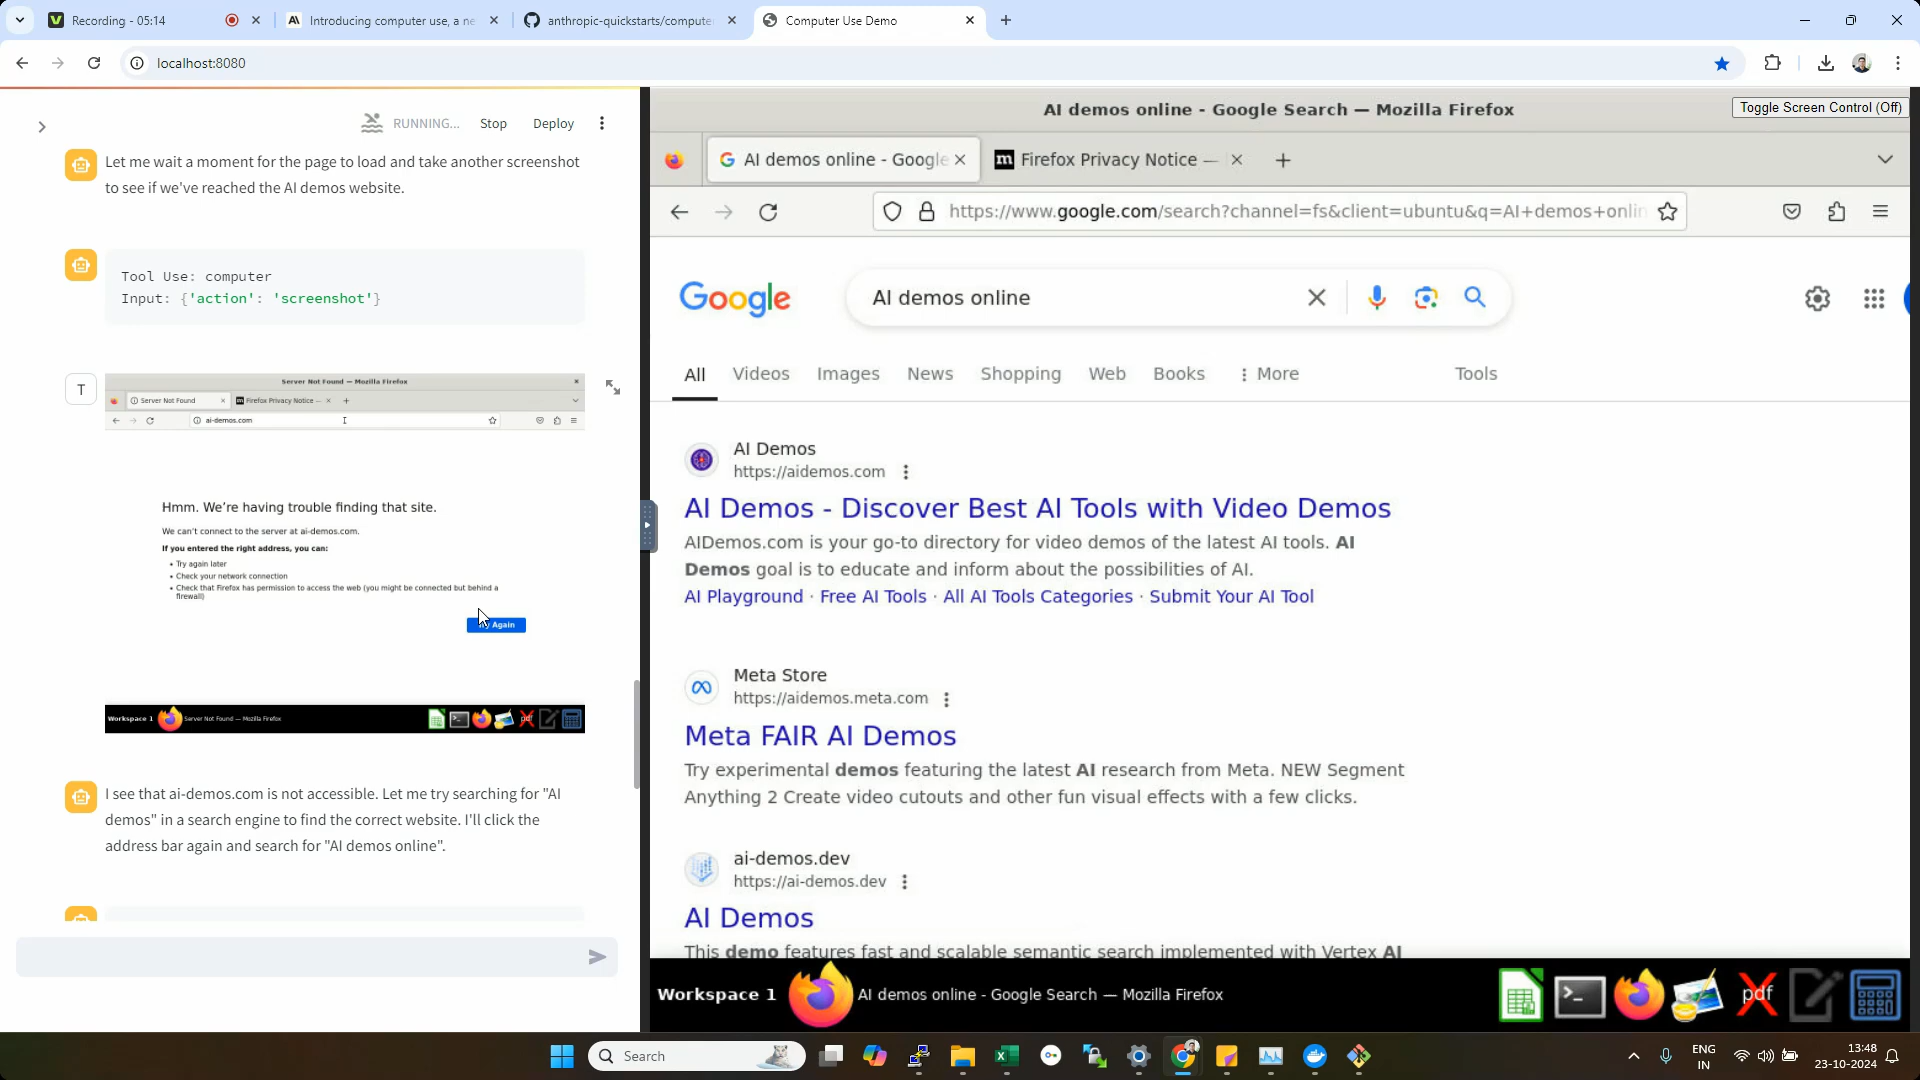 Recording - 05:14
Introducing computer use, a ne
anthropic-quickstarts/compute
Computer Use Demo
localhost:8080
RUNNING...
Stop
Deploy
Let me wait a moment for the page to load and take another screenshot
to see if we've reached the AI demos website.
Tool Use: computer
Input: {'action': 'screenshot'}
T
Server Not Found — Mozilla Firefox
Server Not Found
Firefox Privacy Notice —
ai-demos.com
Hmm. We're having trouble finding that site.
We can't connect to the server at ai-demos.com.
If you entered the right address, you can:
• Try again later
• Check your network connection
• Check that Firefox has permission to access the web (you might be connected but behind a
firewall)
Again
Workspace 1
Server Not Found — Mozilla Firefox
pdf
I see that ai-demos.com is not accessible. Let me try searching for "AI
demos" in a search engine to find the correct website. I'll click the
address bar again and search for "AI demos online".
AI demos online - Google Search — Mozilla Firefox
Toggle Screen Control (Off)
AI demos online - Google
Firefox Privacy Notice —
https://www.google.com/search?channel=fs&client=ubuntu&q=AI+demos+onlin
Google
AI demos online
All
Videos
Images
News
Shopping
Web
Books
More
Tools
AI Demos
https://aidemos.com
AI Demos - Discover Best AI Tools with Video Demos
AIDemos.com is your go-to directory for video demos of the latest AI tools. AI
Demos goal is to educate and inform about the possibilities of AI.
AI Playground · Free AI Tools · All AI Tools Categories · Submit Your AI Tool
Meta Store
https://aidemos.meta.com
Meta FAIR AI Demos
Try experimental demos featuring the latest AI research from Meta. NEW Segment
Anything 2 Create video cutouts and other fun visual effects with a few clicks.
ai-demos.dev
https://ai-demos.dev
AI Demos
This demo features fast and scalable semantic search implemented with Vertex AI
Workspace 1
AI demos online - Google Search — Mozilla Firefox
pdf
Search
ENG
IN
13:48
23-10-2024